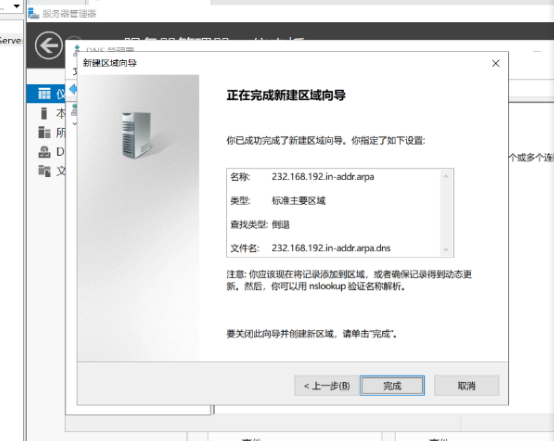 服务器管理器
Server
DNS 管理器
新建区域向导
正在完成新建区域向导
你已成功完成了新建区域向导。你指定了如下设置:
名称: 232.168.192.in-addr.arpa
类型: 标准主要区域
查找类型: 倒退
文件名: 232.168.192.in-addr.arpa.dns
注意: 你应该现在将记录添加到区域，或者确保记录得到动态更
新。然后，你可以用 nslookup 验证名称解析。
要关闭此向导并创建新区域，请单击"完成"。
< 上一步(B)
完成
取消
仪
本
所
D
文
个或多个连